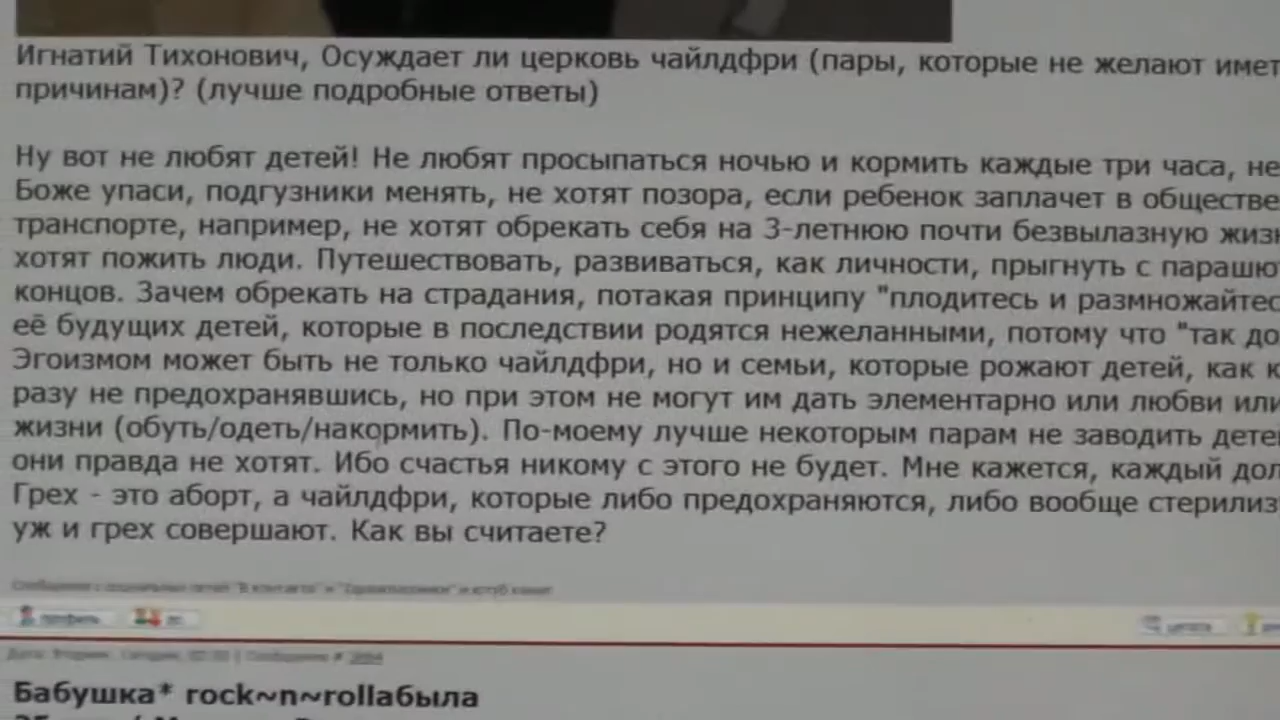 Игнатий Тихонович, Осуждает ли церковь чайлдфри (пары, которые не желают имет
причинам)? (лучше подробные ответы)
Ну вот не любят детей! Не любят просыпаться ночью и кормить каждые три часа, не
Боже упаси, подгузники менять, не хотят позора, если ребенок заплачет в обществе
транспорте, например, не хотят обрекать себя на 3-летнюю почти безвылазную жиз
хотят пожить люди. Путешествовать, развиваться, как личности, прыгнуть с парашю
концов. Зачем обрекать на страдания, потакая принципу "плодитесь и размножайтес
её будущих детей, которые в последствии родятся нежеланными, потому что "так до
Эгоизмом может быть не только чайлдфри, но и семьи, которые рожают детей, как к
разу не предохранявшись, но при этом не могут им дать элементарно или любви или
жизни (обуть/одеть/накормить). По-моему лучше некоторым парам не заводить дете
они правда не хотят. Ибо счастья никому с этого не будет. Мне кажется, каждый дол
Грех - это аборт, а чайлдфри, которые либо предохраняются, либо вообще стерилиз
уж и грех совершают. Как вы считаете?
профиль
цитата
Бабушка* rock~n~rollaбыла